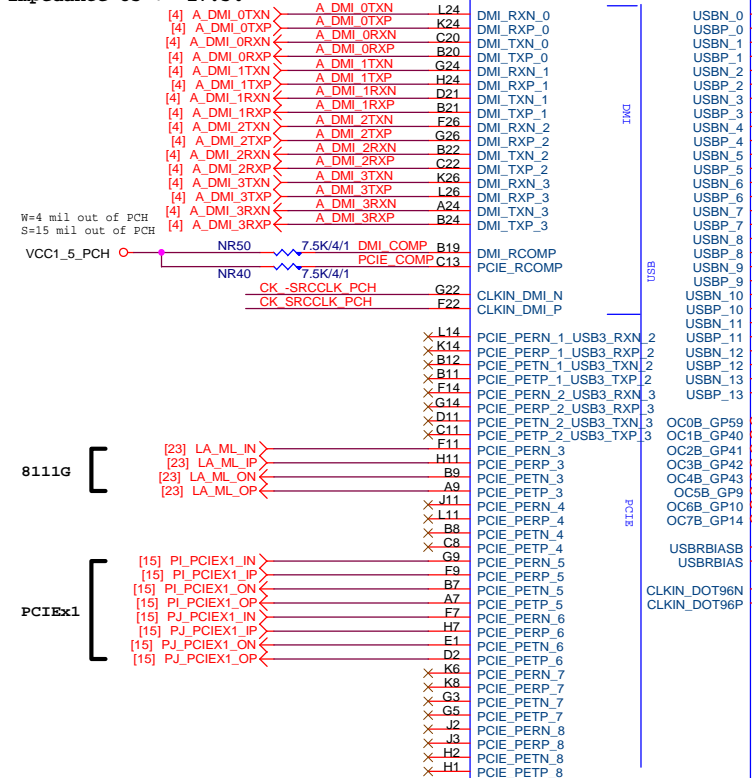 [4] A_DMI_0TXN A_DMI_0TXN L24 DMI_RXN_0 USBN_0
[4] A_DMI_0TXP A_DMI_0TXP K24 DMI_RXP_0 USBP_0
[4] A_DMI_0RXN A_DMI_0RXN C20 DMI_TXN_0 USBN_1
[4] A_DMI_0RXP A_DMI_0RXP B20 DMI_TXP_0 USBP_1
[4] A_DMI_1TXN A_DMI_1TXN G24 DMI_RXN_1 USBN_2
[4] A_DMI_1TXP A_DMI_1TXP H24 DMI_RXP_1 USBP_2
[4] A_DMI_1RXN A_DMI_1RXN D21 DMI_TXN_1 USBN_3
[4] A_DMI_1RXP A_DMI_1RXP B21 DMI_TXP_1 USBP_3
[4] A_DMI_2TXN A_DMI_2TXN F26 DMI_RXN_2 USBN_4
[4] A_DMI_2TXP A_DMI_2TXP G26 DMI_RXP_2 USBP_4
[4] A_DMI_2RXN A_DMI_2RXN B22 DMI_TXN_2 USBN_5
[4] A_DMI_2RXP A_DMI_2RXP C22 DMI_TXP_2 USBP_5
[4] A_DMI_3TXN A_DMI_3TXN K26 DMI_RXN_3 USBN_6
[4] A_DMI_3TXP A_DMI_3TXP L26 DMI_RXP_3 USBP_6
[4] A_DMI_3RXN A_DMI_3RXN A24 DMI_TXN_3 USBN_7
[4] A_DMI_3RXP A_DMI_3RXP B24 DMI_TXP_3 USBP_7
DMI
W=4 mil out of PCH
S=15 mil out of PCH
USBN_8
VCC1_5_PCH NR50 7.5K/4/1 DMI_COMP B19 DMI_RCOMP USBP_8
NR40 7.5K/4/1 PCIE_COMP C13 PCIE_RCOMP USBN_9
USB
USBP_9
CK_-SRCCLK_PCH G22 CLKIN_DMI_N USBN_10
CK_SRCCLK_PCH F22 CLKIN_DMI_P USBP_10
USBN_11
L14 PCIE_PERN_1_USB3_RXN_2 USBP_11
K14 PCIE_PERP_1_USB3_RXP_2 USBN_12
B12 PCIE_PETN_1_USB3_TXN_2 USBP_12
B11 PCIE_PETP_1_USB3_TXP_2 USBN_13
F14 PCIE_PERN_2_USB3_RXN_3 USBP_13
G14 PCIE_PERP_2_USB3_RXP_3
D11 PCIE_PETN_2_USB3_TXN_3 OC0B_GP59
C11 PCIE_PETP_2_USB3_TXP_3 OC1B_GP40
8111G
[23] LA_ML_IN F11 PCIE_PERN_3 OC2B_GP41
[23] LA_ML_IP H11 PCIE_PERP_3 OC3B_GP42
[23] LA_ML_ON B9 PCIE_PETN_3 OC4B_GP43
[23] LA_ML_OP A9 PCIE_PETP_3 OC5B_GP9
J11 PCIE_PERN_4 OC6B_GP10
L11 PCIE_PERP_4 OC7B_GP14
PCIE
B8 PCIE_PETN_4
C8 PCIE_PETP_4 USBRBIASB
PCIEx1
[15] PI_PCIEX1_IN G9 PCIE_PERN_5 USBRBIAS
[15] PI_PCIEX1_IP F9 PCIE_PERP_5
[15] PI_PCIEX1_ON B7 PCIE_PETN_5 CLKIN_DOT96N
[15] PI_PCIEX1_OP A7 PCIE_PETP_5 CLKIN_DOT96P
[15] PJ_PCIEX1_IN F7 PCIE_PERN_6
[15] PJ_PCIEX1_IP H7 PCIE_PERP_6
[15] PJ_PCIEX1_ON E1 PCIE_PETN_6
[15] PJ_PCIEX1_OP D2 PCIE_PETP_6
K6 PCIE_PERN_7
K8 PCIE_PERP_7
G3 PCIE_PETN_7
G5 PCIE_PETP_7
J2 PCIE_PERN_8
J3 PCIE_PERP_8
H2 PCIE_PETN_8
H1 PCIE_PETP_8